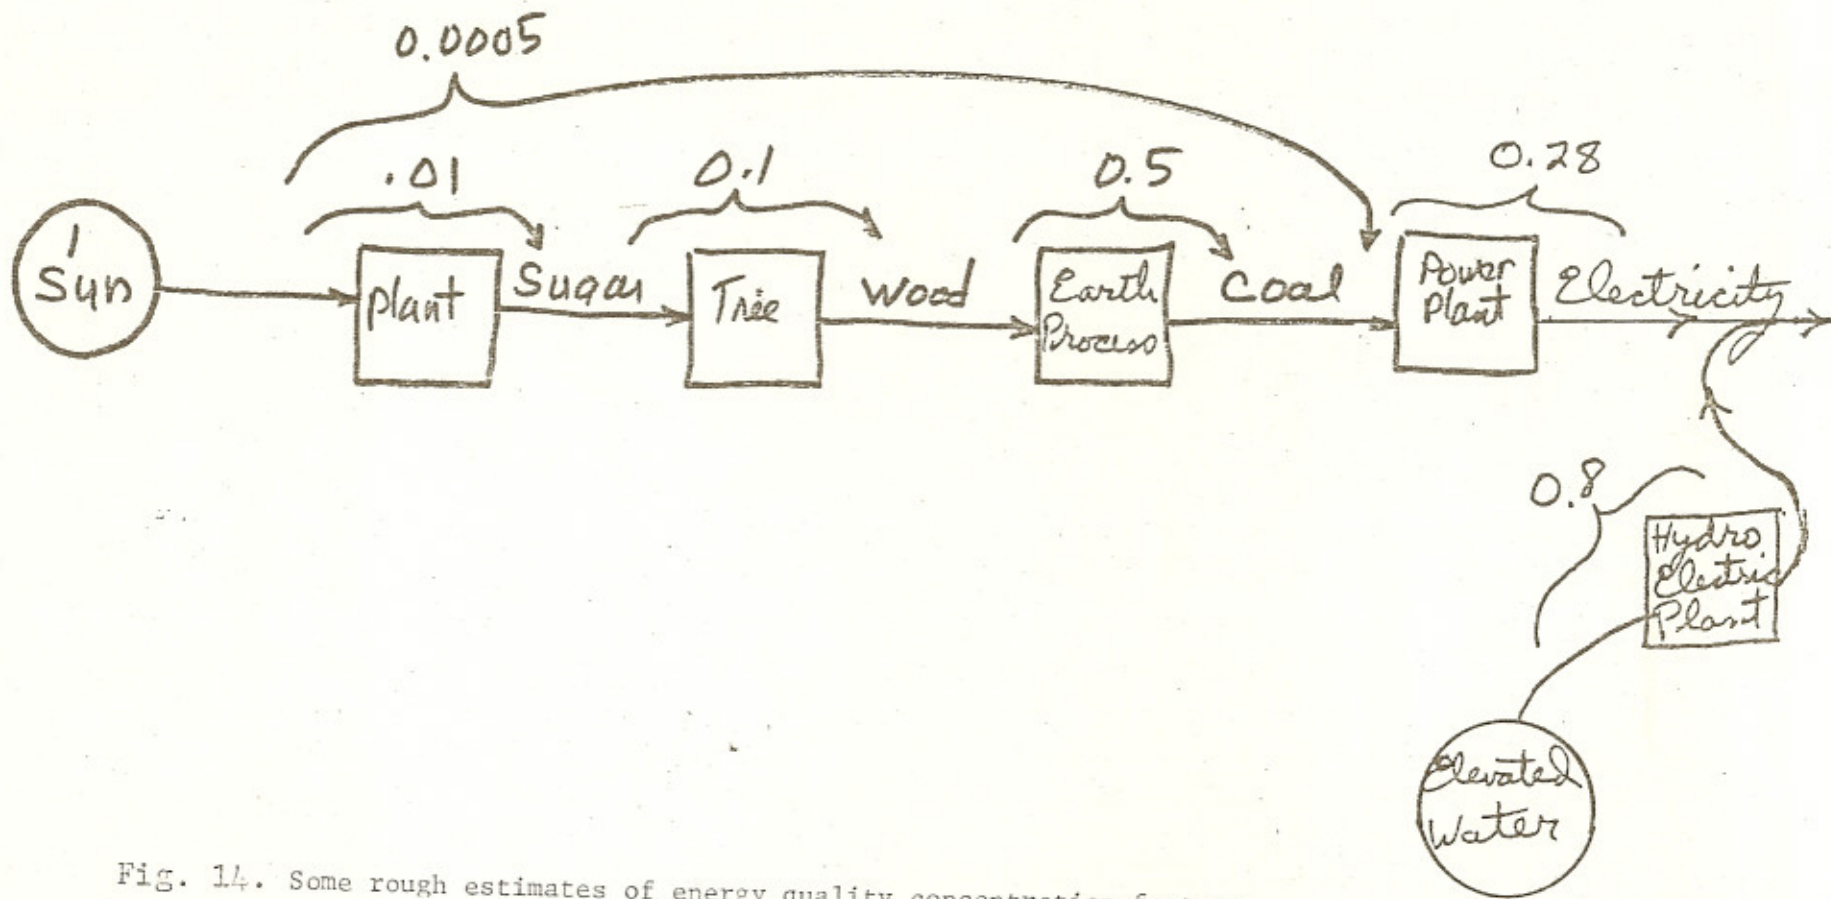 0.0005
.01
0.1
0.5
0.28
1
Sun
plant
Sugar
Tree
Wood
Earth
Process
Coal
Power
Plant
Electricity
0.8
Hydro
Electric
Plant
Elevated
Water
Fig. 14. Some rough estimates of energy quality concentration